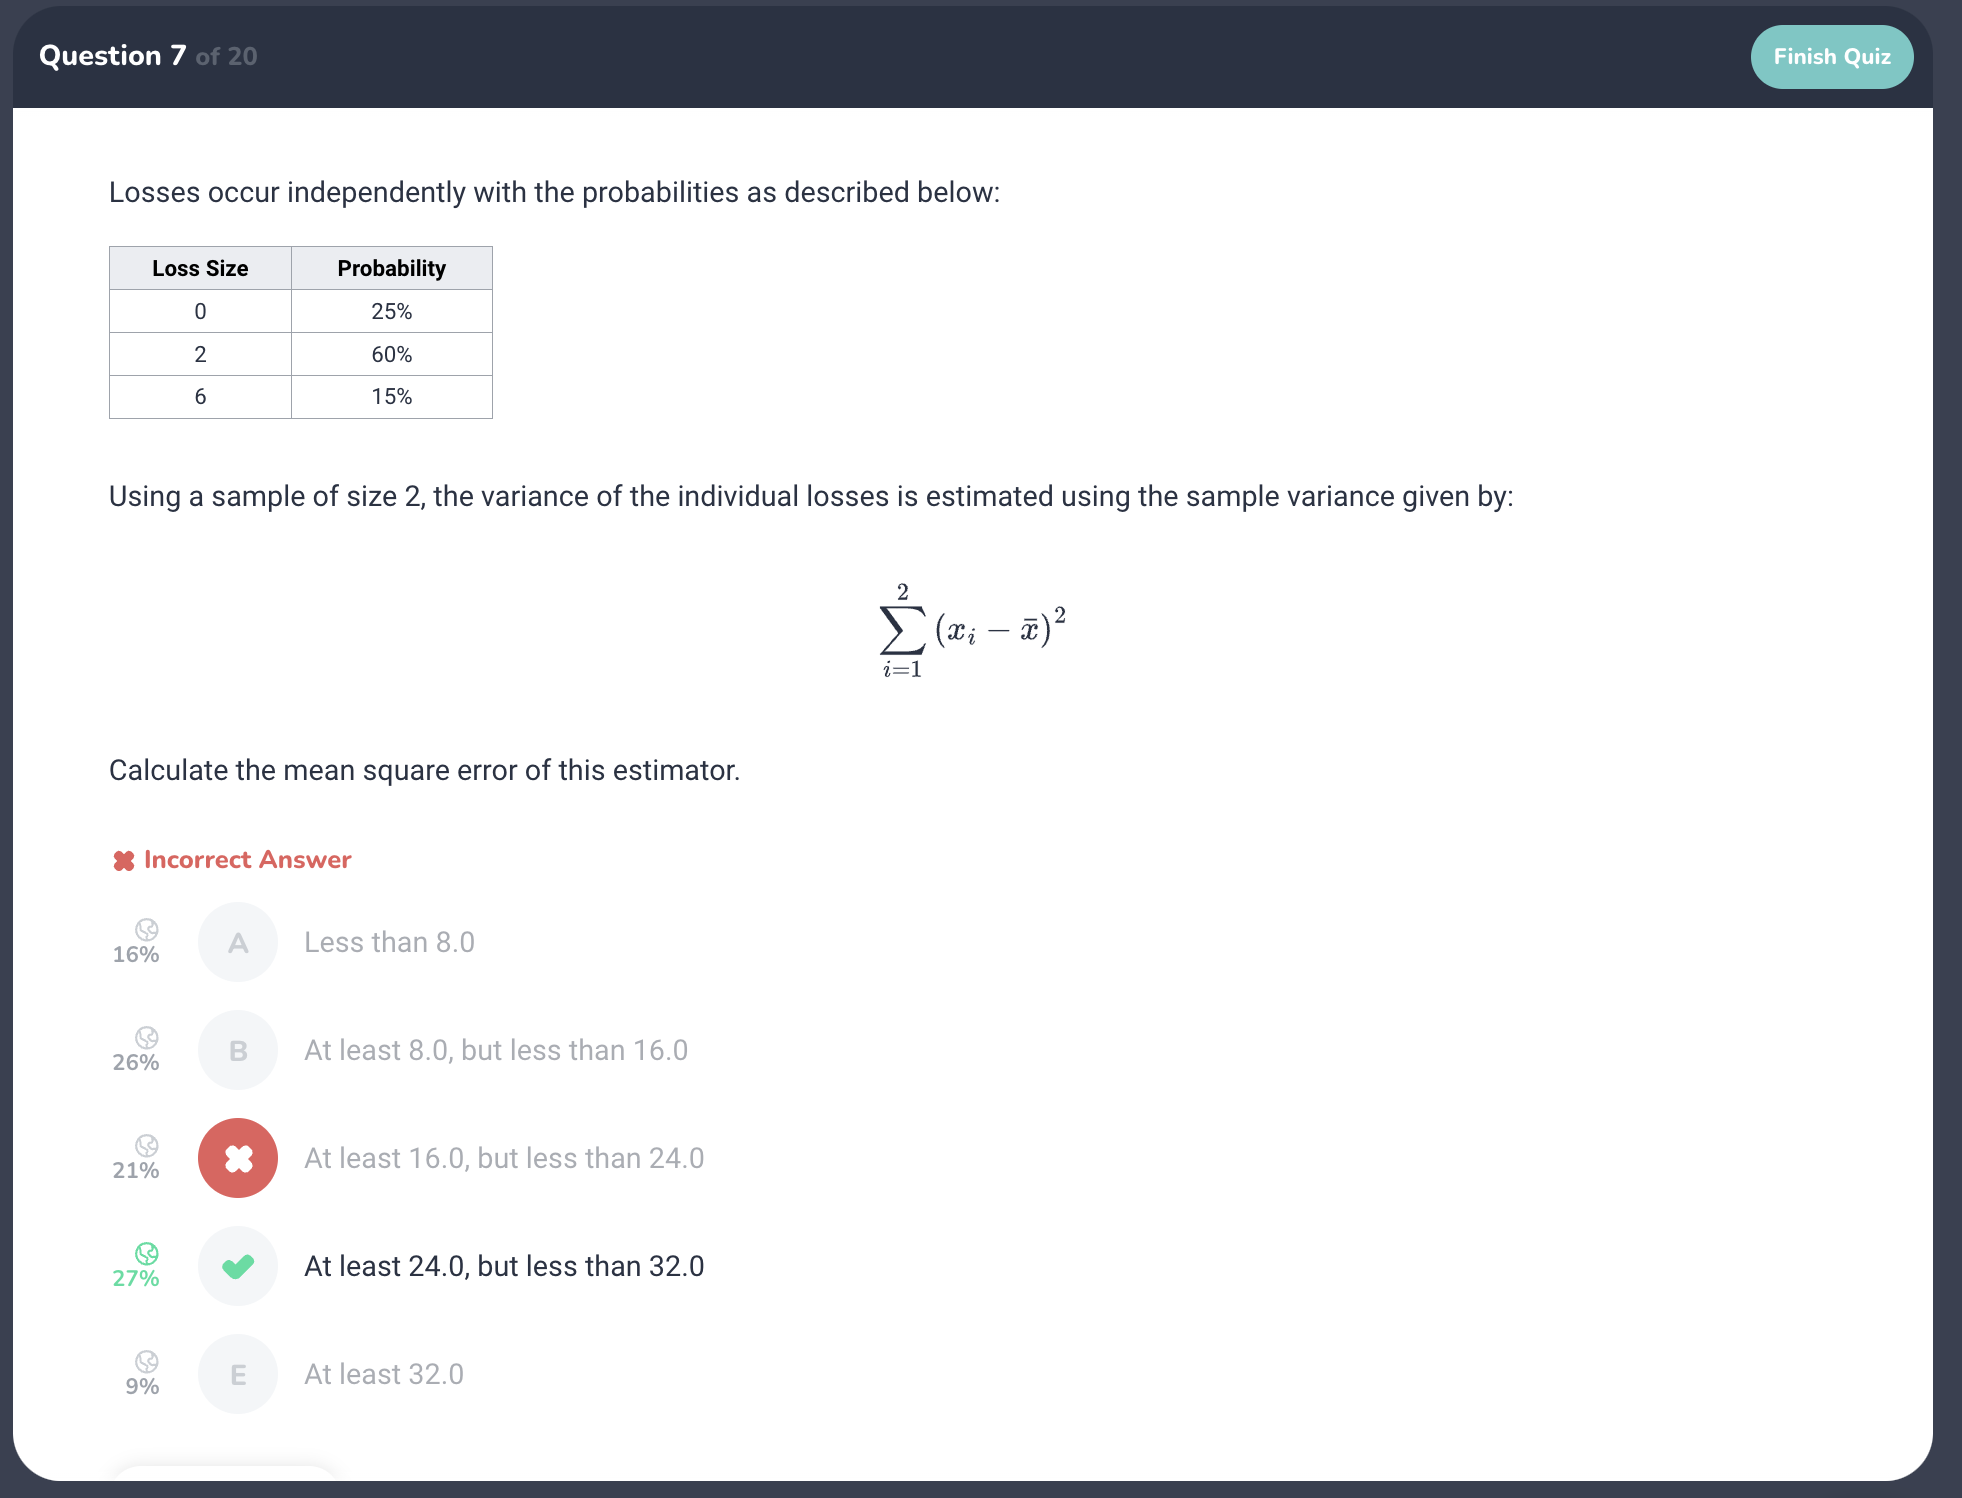 Question 7 of 20
Finish Quiz
Losses occur independently with the probabilities as described below:
Loss Size Probability
0 25%
2 60%
6 15%
Using a sample of size 2, the variance of the individual losses is estimated using the sample variance given by:
2
∑ (xᵢ − x̄)²
i=1
Calculate the mean square error of this estimator.
Incorrect Answer
16% A Less than 8.0
26% B At least 8.0, but less than 16.0
21% At least 16.0, but less than 24.0
27% At least 24.0, but less than 32.0
9% E At least 32.0